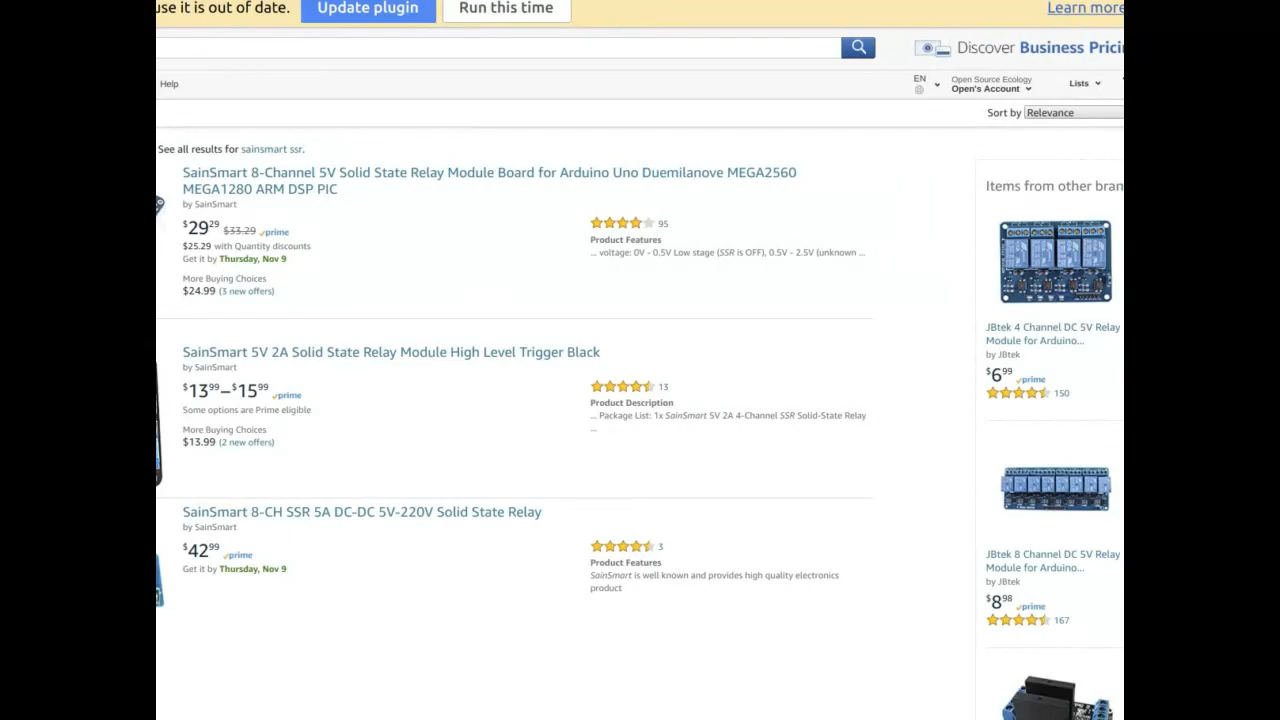 use it is out of date. Update plugin Run this time Learn more
Discover Business Prici
Help
EN
Open Source Ecology
Open's Account
Lists
Sort by Relevance
See all results for sainsmart ssr.
SainSmart 8-Channel 5V Solid State Relay Module Board for Arduino Uno Duemilanove MEGA2560
MEGA1280 ARM DSP PIC
by SainSmart
$29 29 $33.29 prime
$25.29 with Quantity discounts
Get it by Thursday, Nov 9
More Buying Choices
$24.99 (3 new offers)
95
Product Features
... voltage: 0V - 0.5V Low stage (SSR is OFF), 0.5V - 2.5V (unknown ...
SainSmart 5V 2A Solid State Relay Module High Level Trigger Black
by SainSmart
$13 99 – $15 99 prime
Some options are Prime eligible
More Buying Choices
$13.99 (2 new offers)
13
Product Description
... Package List: 1x SainSmart 5V 2A 4-Channel SSR Solid-State Relay
...
SainSmart 8-CH SSR 5A DC-DC 5V-220V Solid State Relay
by SainSmart
$42 99 prime
Get it by Thursday, Nov 9
3
Product Features
SainSmart is well known and provides high quality electronics
product
Items from other bran
JBtek 4 Channel DC 5V Relay
Module for Arduino...
by JBtek
$6 99 prime
150
JBtek 8 Channel DC 5V Relay
Module for Arduino...
by JBtek
$8 98 prime
167